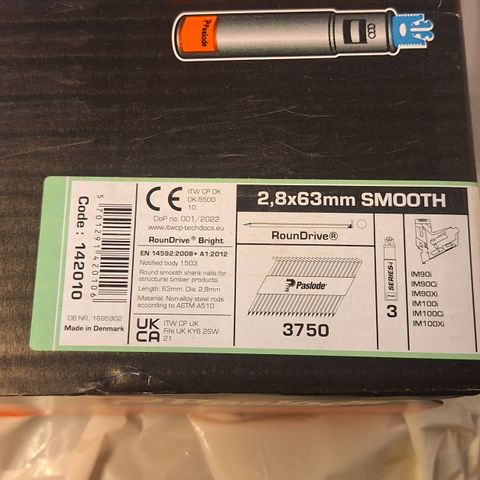 Paslode
Code: 142010
5 701291 420106
DB NR. 1695902
Made in Denmark
CE
ITW CP DK
DK-5500
10
DoP no. 001/2022
www.itwcp-techdocs.eu
RounDrive® Bright
EN 14592:2008+ A1:2012
Notified body 1503
Round smooth shank nails for
structural timber products
Length: 63mm Dia: 2,8mm
Material: Non-alloy steel rods
according to ASTM A510
UK
CA
ITW CP UK
Fife UK KY6 2SW
21
2,8x63mm SMOOTH
RounDrive®
Paslode
3750
SERIES-i
3
IM90i
IM90Ci
IM90Xi
IM100i
IM100Ci
IM100Xi